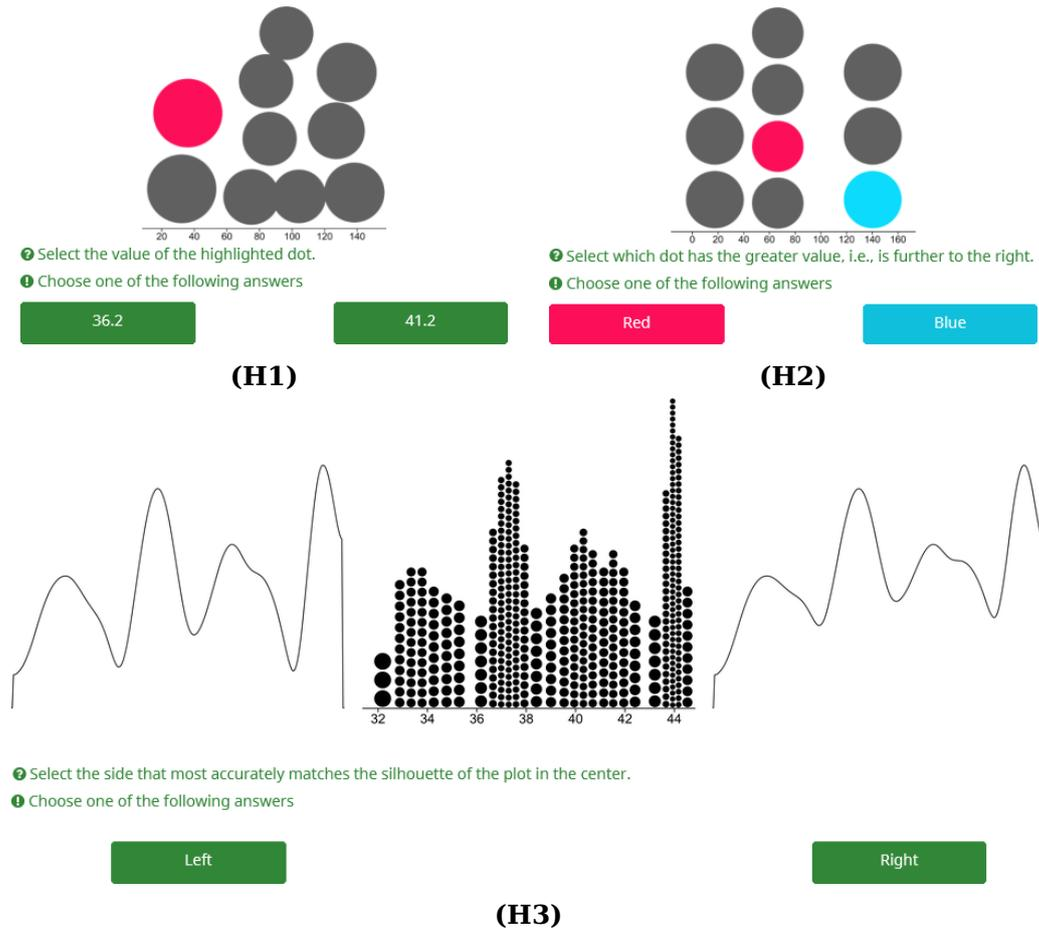 20 40 60 80 100 120 140
Select the value of the highlighted dot.
Choose one of the following answers
36.2 41.2
(H1)
0 20 40 60 80 100 120 140 160
Select which dot has the greater value, i.e., is further to the right.
Choose one of the following answers
Red Blue
(H2)
32 34 36 38 40 42 44
Select the side that most accurately matches the silhouette of the plot in the center.
Choose one of the following answers
Left Right
(H3)